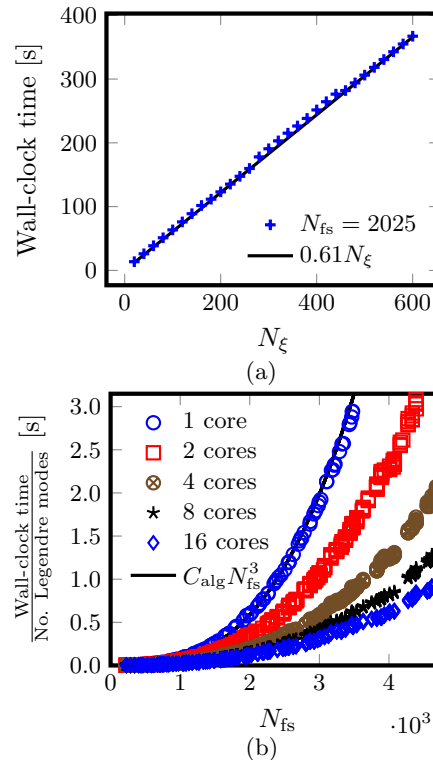 400
300
200
100
0
Wall-clock time [s]
N_fs = 2025
0.61N_ξ
0 200 400 600
N_ξ
(a)
3.0
2.5
2.0
1.5
1.0
0.5
0.0
Wall-clock time
No. Legendre modes [s]
1 core
2 cores
4 cores
8 cores
16 cores
C_alg N_fs^3
0 1 2 3 4
N_fs
·10^3
(b)